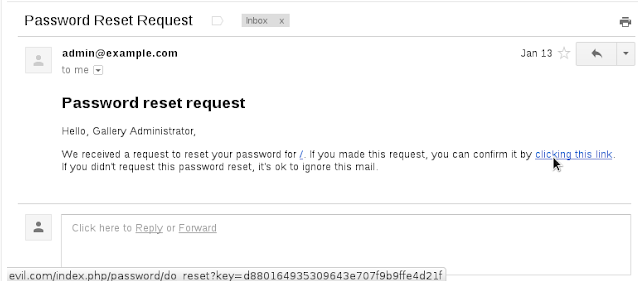 Password Reset Request
Inbox x
admin@example.com
Jan 13
to me
Password reset request
Hello, Gallery Administrator,
We received a request to reset your password for /. If you made this request, you can confirm it by clicking this link.
If you didn't request this password reset, it's ok to ignore this mail.
Click here to Reply or Forward
evil.com/index.php/password/do_reset?key=d880164935309643e707f9b9ffe4d21f